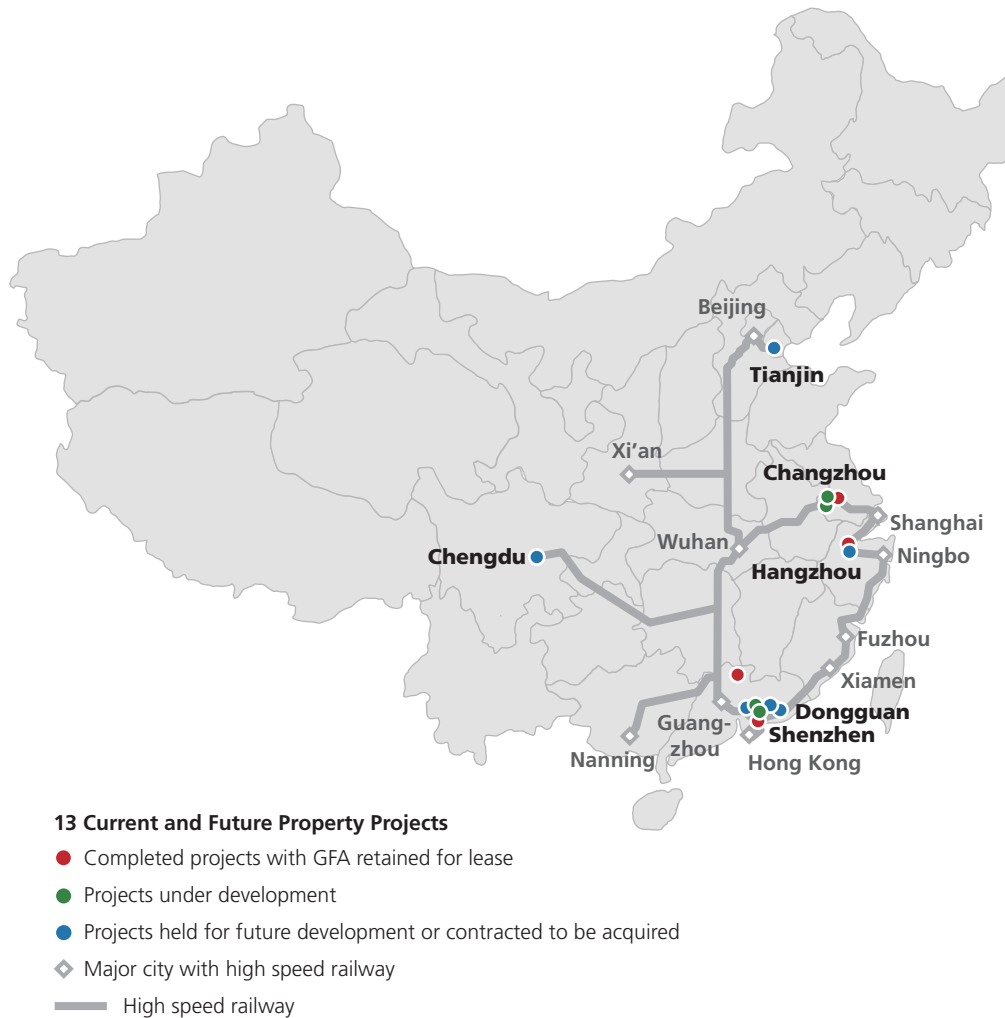 Beijing
Tianjin
Xi’an
Changzhou
Shanghai
Wuhan
Ningbo
Chengdu
Hangzhou
Fuzhou
Xiamen
Dongguan
Guang-
zhou
Shenzhen
Nanning
Hong Kong
13 Current and Future Property Projects
Completed projects with GFA retained for lease
Projects under development
Projects held for future development or contracted to be acquired
Major city with high speed railway
High speed railway